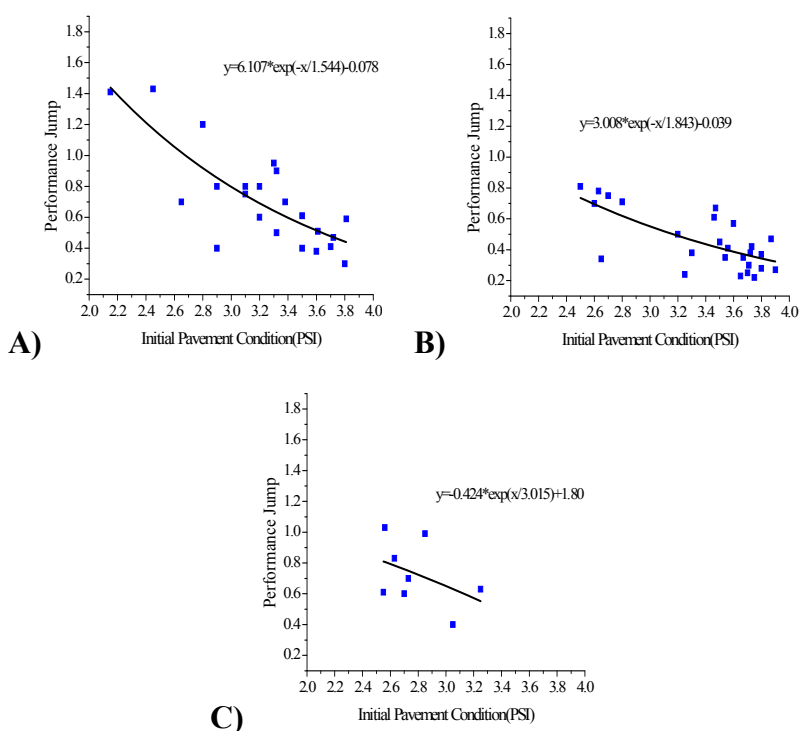 y=6.107*exp(-x/1.544)-0.078
Performance Jump
1.8
1.6
1.4
1.2
1.0
0.8
0.6
0.4
0.2
2.0 2.2 2.4 2.6 2.8 3.0 3.2 3.4 3.6 3.8 4.0
Initial Pavement Condition(PSI)
A)
y=3.008*exp(-x/1.843)-0.039
Performance Jump
1.8
1.6
1.4
1.2
1.0
0.8
0.6
0.4
0.2
2.0 2.2 2.4 2.6 2.8 3.0 3.2 3.4 3.6 3.8 4.0
Initial Pavement Condition(PSI)
B)
y=-0.424*exp(x/3.015)+1.80
Performance Jump
1.8
1.6
1.4
1.2
1.0
0.8
0.6
0.4
0.2
2.0 2.2 2.4 2.6 2.8 3.0 3.2 3.4 3.6 3.8 4.0
Initial Pavement Condition(PSI)
C)